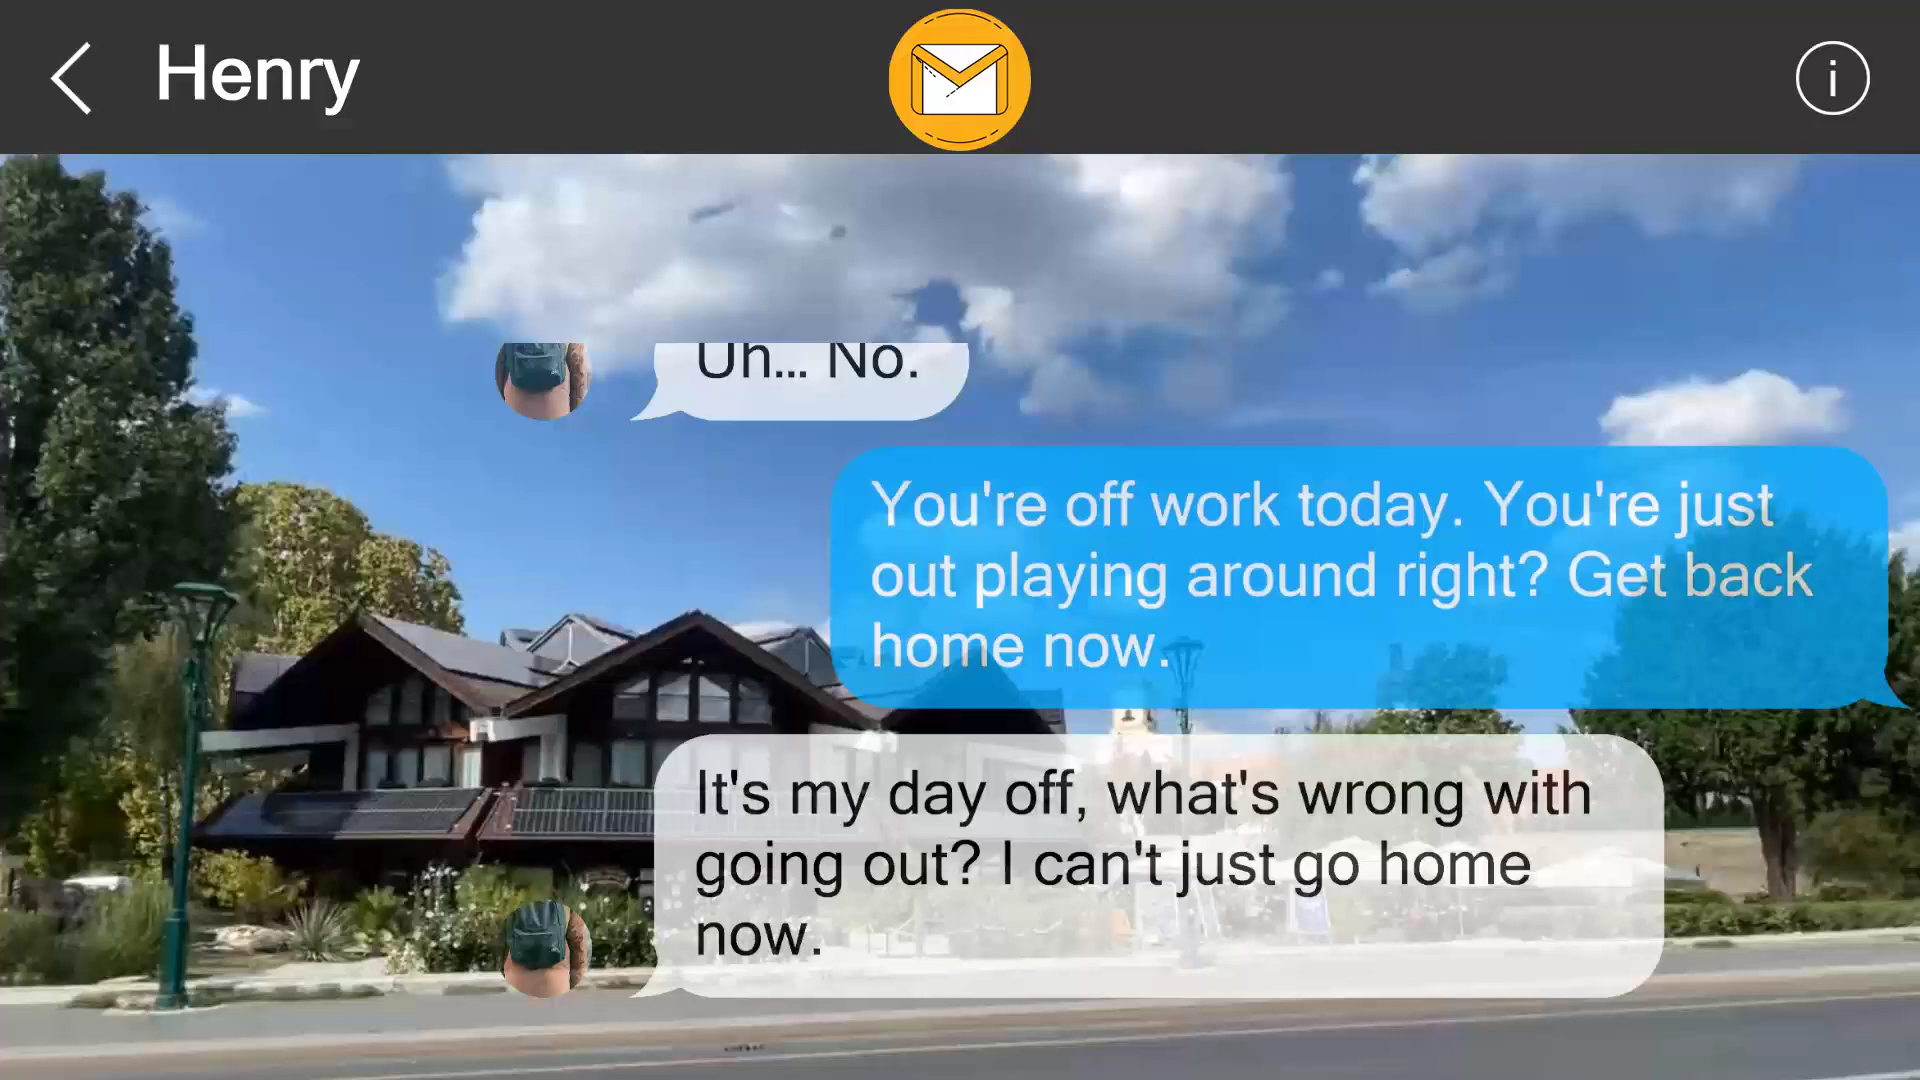 Henry
i
Uh... No.
You're off work today. You're just
out playing around right? Get back
home now.
It's my day off, what's wrong with
going out? I can't just go home
now.